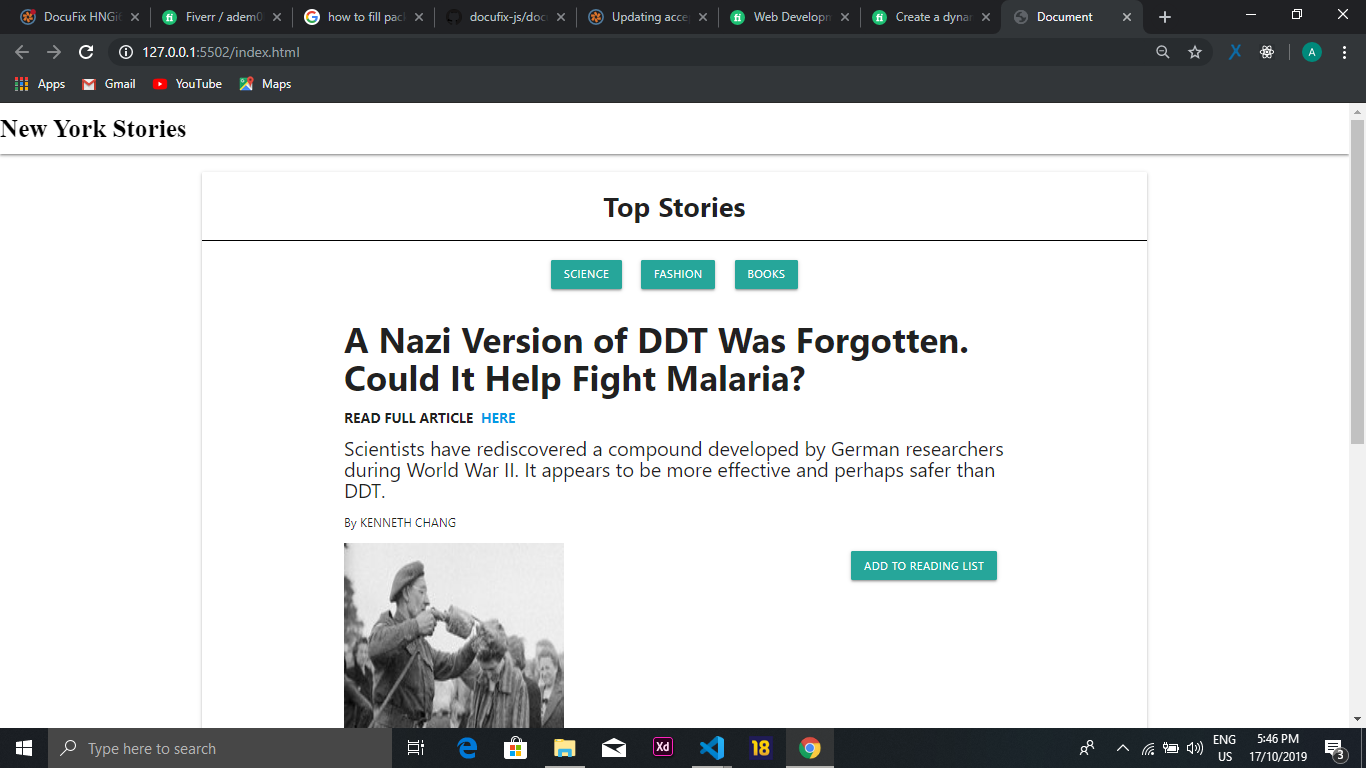 DocuFix HNGi6
Fiverr / adem0
how to fill pac
docufix-js/doc
Updating acce
Web Developm
Create a dynar
Document
127.0.0.1:5502/index.html
A
Apps
Gmail
YouTube
Maps
New York Stories
Top Stories
SCIENCE
FASHION
BOOKS
A Nazi Version of DDT Was Forgotten.
Could It Help Fight Malaria?
READ FULL ARTICLE HERE
Scientists have rediscovered a compound developed by German researchers
during World War II. It appears to be more effective and perhaps safer than
DDT.
By KENNETH CHANG
ADD TO READING LIST
Type here to search
Xd
18
ENG
US
5:46 PM
17/10/2019
3